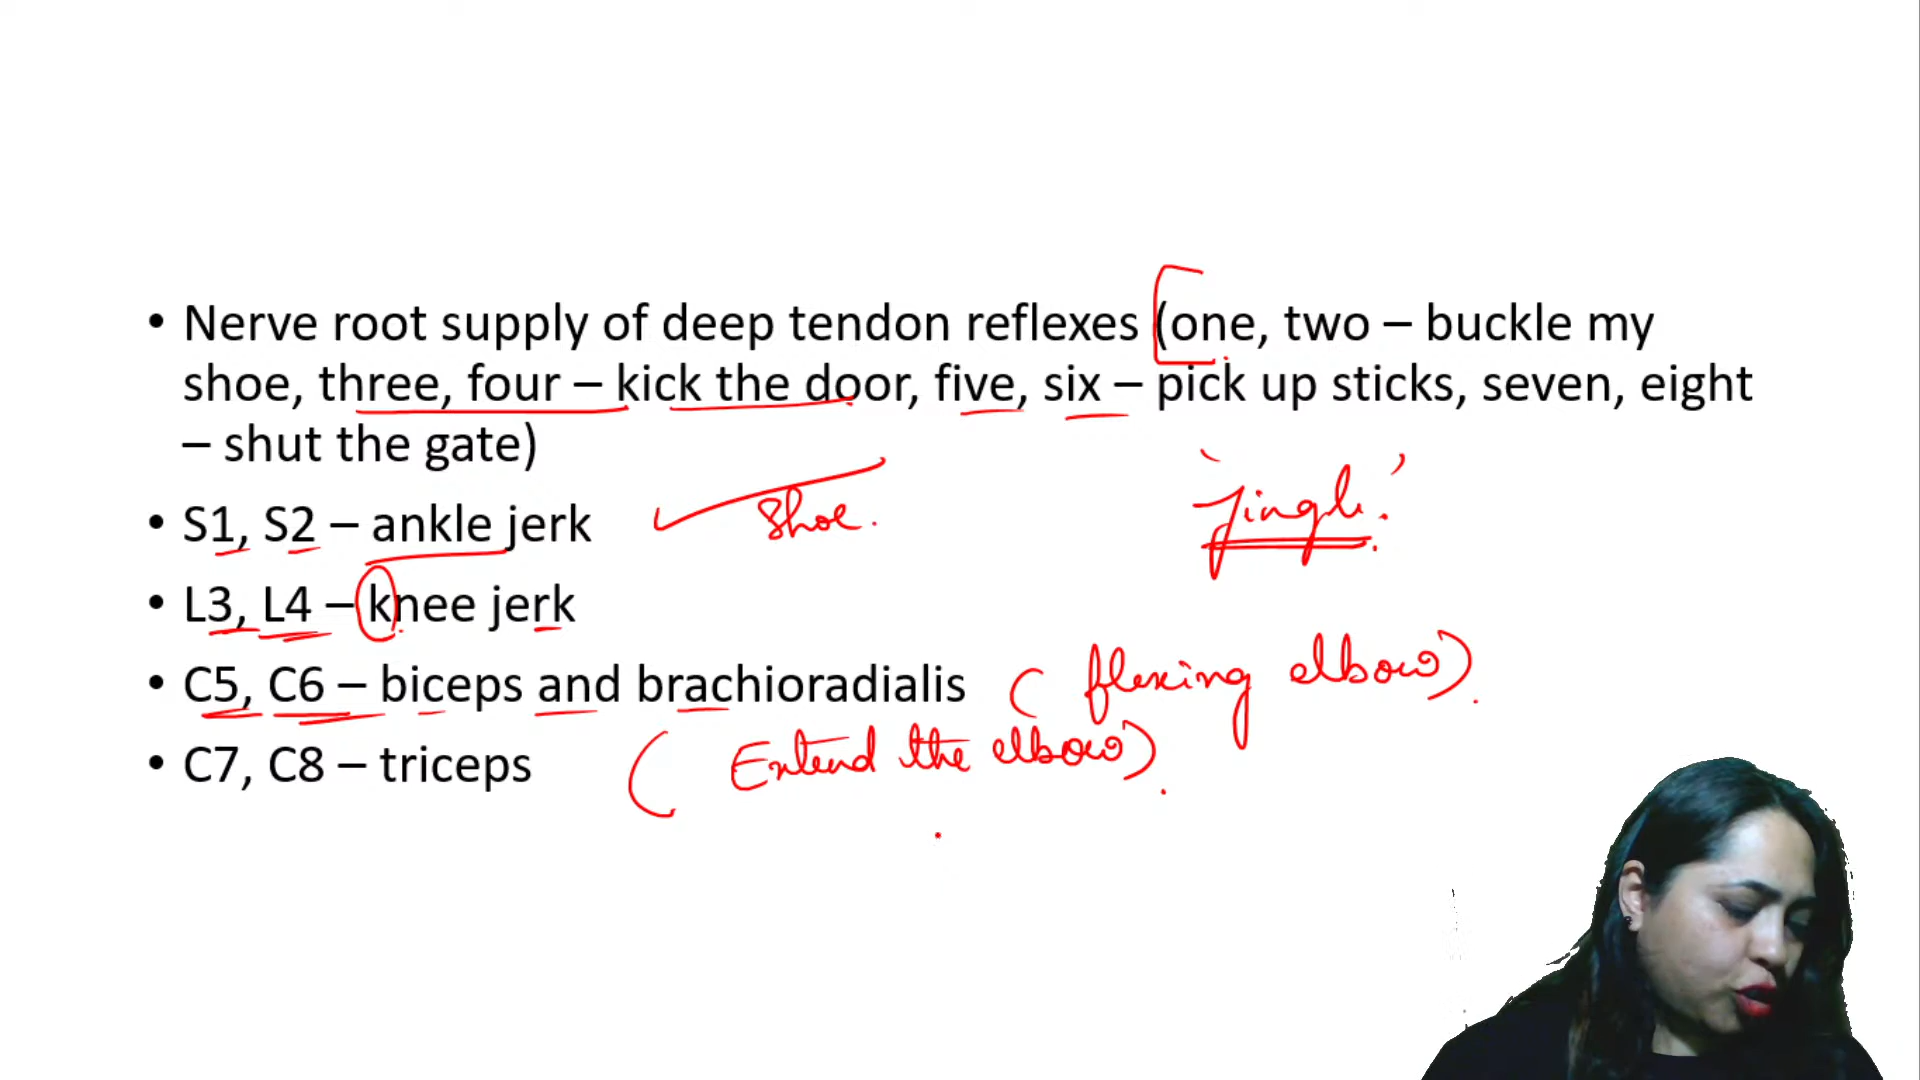 • Nerve root supply of deep tendon reflexes (one, two – buckle my
shoe, three, four – kick the door, five, six – pick up sticks, seven, eight
– shut the gate)
• S1, S2 – ankle jerk
Shoe.
'Jingle.'
• L3, L4 – knee jerk
• C5, C6 – biceps and brachioradialis
(flexing elbow).
• C7, C8 – triceps
(Extend the elbow).